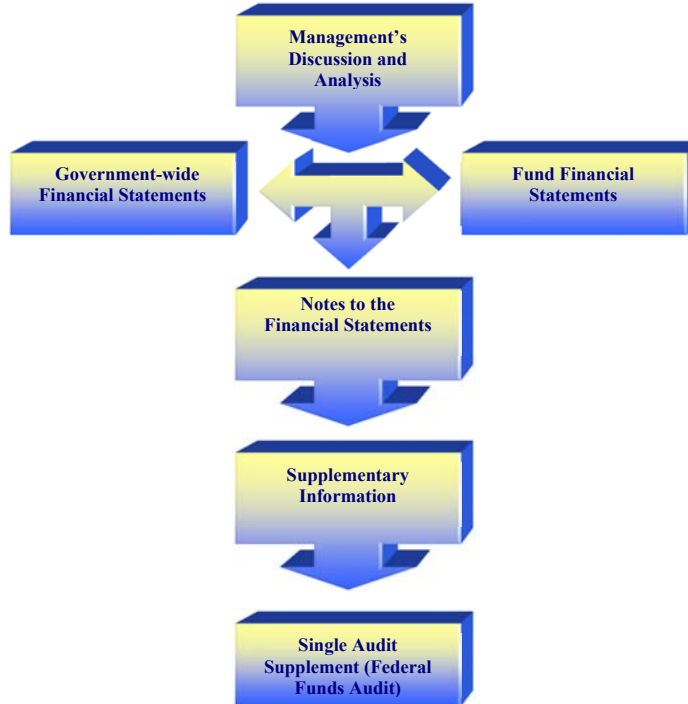 Management’s
Discussion and
Analysis
Government-wide
Financial Statements
Fund Financial
Statements
Notes to the
Financial Statements
Supplementary
Information
Single Audit
Supplement (Federal
Funds Audit)